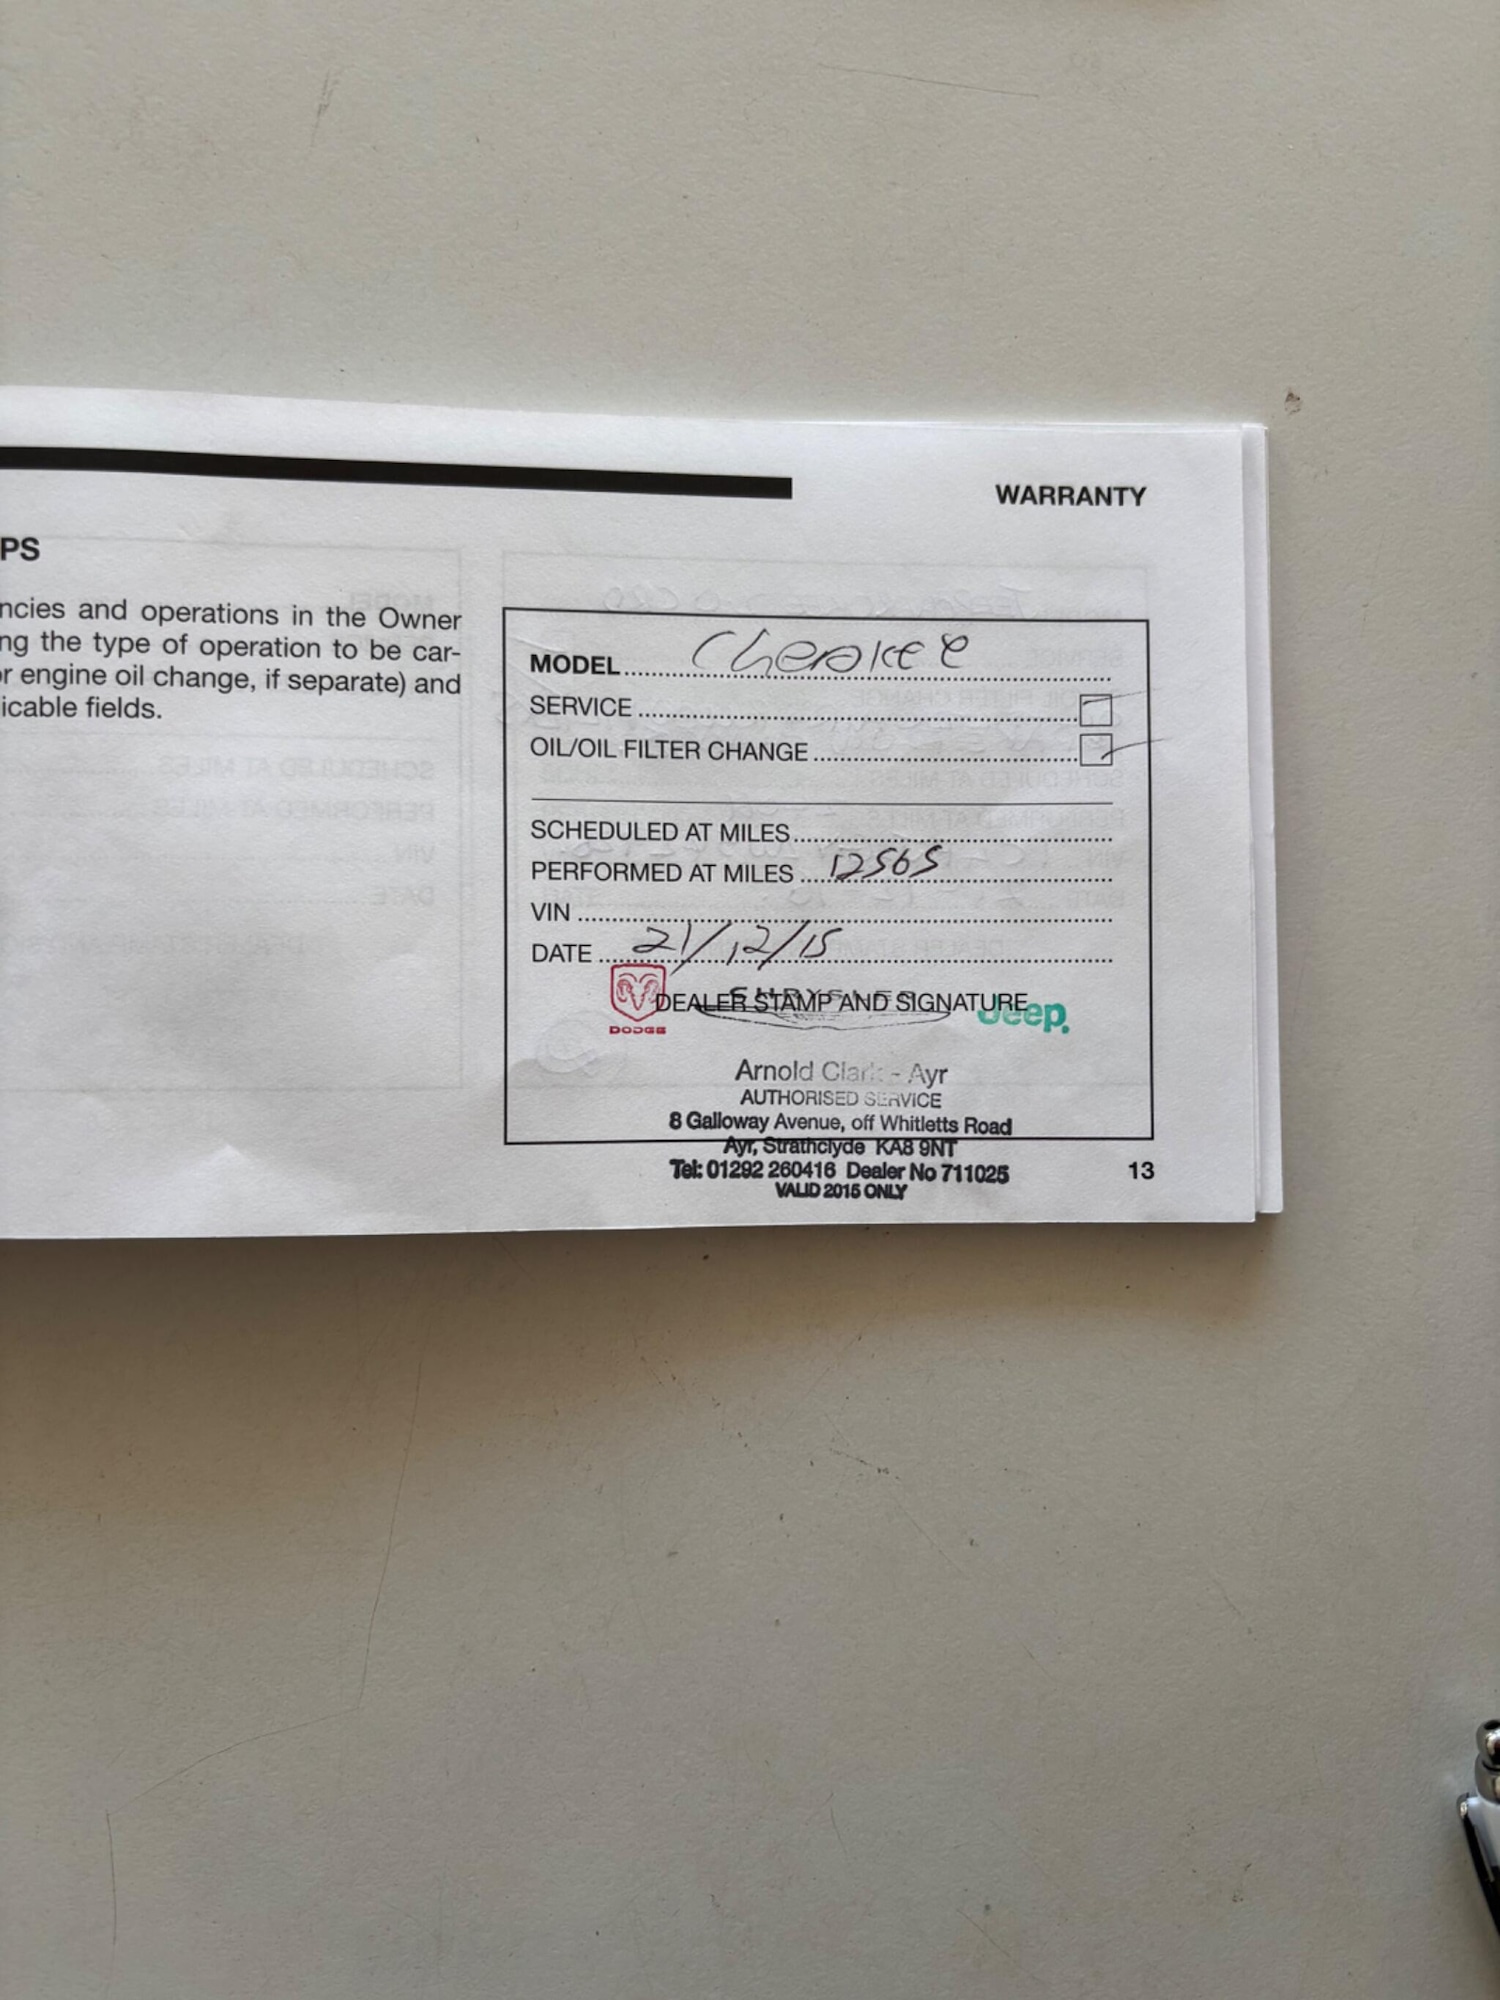 WARRANTY
PS
ncies and operations in the Owner
ng the type of operation to be car-
r engine oil change, if separate) and
icable fields.
MODEL Cherokee
SERVICE
OIL/OIL FILTER CHANGE
SCHEDULED AT MILES
PERFORMED AT MILES 12565
VIN
DATE 21/12/15
DEALER STAMP AND SIGNATURE
DODGE
CHRYSLER
Jeep.
Arnold Clark - Ayr
AUTHORISED SERVICE
8 Galloway Avenue, off Whitletts Road
Ayr, Strathclyde KA8 9NT
Tel: 01292 260416 Dealer No 711025
VALID 2015 ONLY
13